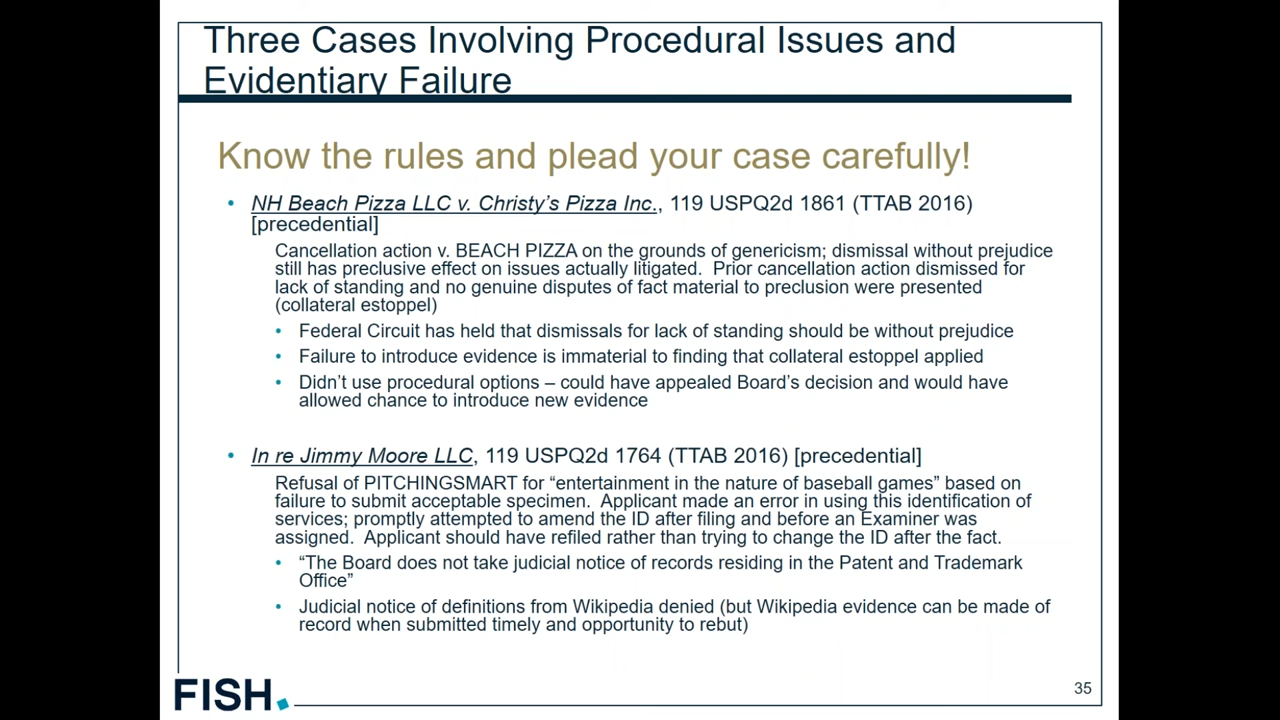 Three Cases Involving Procedural Issues and
Evidentiary Failure
Know the rules and plead your case carefully!
• NH Beach Pizza LLC v. Christy's Pizza Inc., 119 USPQ2d 1861 (TTAB 2016)
[precedential]
Cancellation action v. BEACH PIZZA on the grounds of genericism; dismissal without prejudice
still has preclusive effect on issues actually litigated.  Prior cancellation action dismissed for
lack of standing and no genuine disputes of fact material to preclusion were presented
(collateral estoppel)
• Federal Circuit has held that dismissals for lack of standing should be without prejudice
• Failure to introduce evidence is immaterial to finding that collateral estoppel applied
• Didn't use procedural options – could have appealed Board's decision and would have
allowed chance to introduce new evidence
• In re Jimmy Moore LLC, 119 USPQ2d 1764 (TTAB 2016) [precedential]
Refusal of PITCHINGSMART for "entertainment in the nature of baseball games" based on
failure to submit acceptable specimen.  Applicant made an error in using this identification of
services; promptly attempted to amend the ID after filing and before an Examiner was
assigned.  Applicant should have refiled rather than trying to change the ID after the fact.
• "The Board does not take judicial notice of records residing in the Patent and Trademark
Office"
• Judicial notice of definitions from Wikipedia denied (but Wikipedia evidence can be made of
record when submitted timely and opportunity to rebut)
FISH.
35